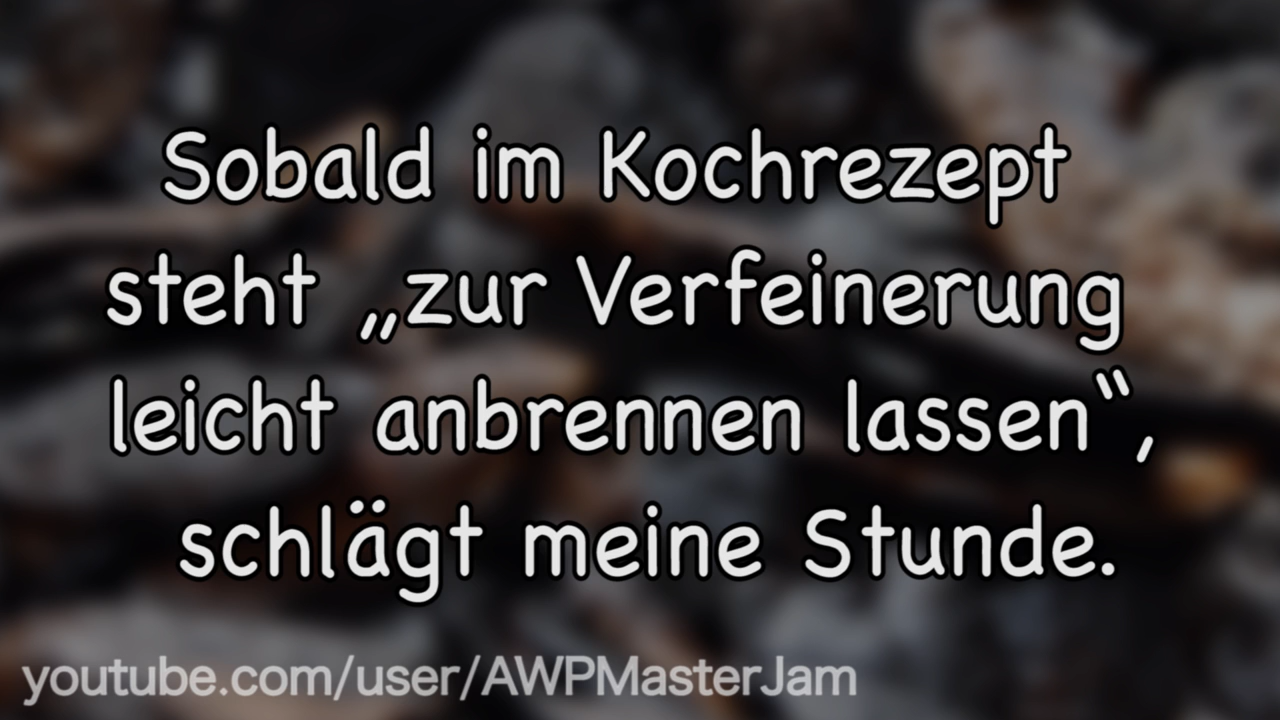 Sobald im Kochrezept
steht „zur Verfeinerung
leicht anbrennen lassen“,
schlägt meine Stunde.
youtube.com/user/AWPMasterJam